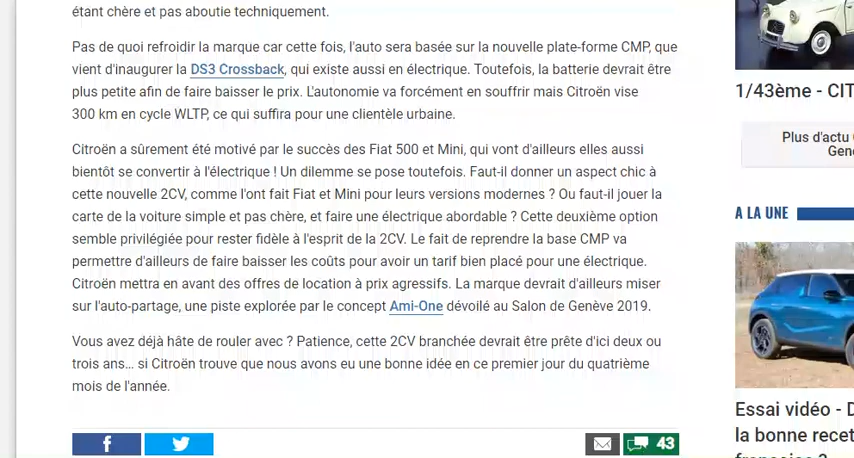 étant chère et pas aboutie techniquement.
Pas de quoi refroidir la marque car cette fois, l'auto sera basée sur la nouvelle plate-forme CMP, que
vient d'inaugurer la DS3 Crossback, qui existe aussi en électrique. Toutefois, la batterie devrait être
plus petite afin de faire baisser le prix. L'autonomie va forcément en souffrir mais Citroën vise
300 km en cycle WLTP, ce qui suffira pour une clientèle urbaine.
Citroën a sûrement été motivé par le succès des Fiat 500 et Mini, qui vont d'ailleurs elles aussi
bientôt se convertir à l'électrique ! Un dilemme se pose toutefois. Faut-il donner un aspect chic à
cette nouvelle 2CV, comme l'ont fait Fiat et Mini pour leurs versions modernes ? Ou faut-il jouer la
carte de la voiture simple et pas chère, et faire une électrique abordable ? Cette deuxième option
semble privilégiée pour rester fidèle à l'esprit de la 2CV. Le fait de reprendre la base CMP va
permettre d'ailleurs de faire baisser les coûts pour avoir un tarif bien placé pour une électrique.
Citroën mettra en avant des offres de location à prix agressifs. La marque devrait d'ailleurs miser
sur l'auto-partage, une piste explorée par le concept Ami-One dévoilé au Salon de Genève 2019.
Vous avez déjà hâte de rouler avec ? Patience, cette 2CV branchée devrait être prête d'ici deux ou
trois ans... si Citroën trouve que nous avons eu une bonne idée en ce premier jour du quatrième
mois de l'année.
43
1/43ème - CIT
Plus d'actu
Gen
A LA UNE
Essai vidéo - D
la bonne recet
française ?